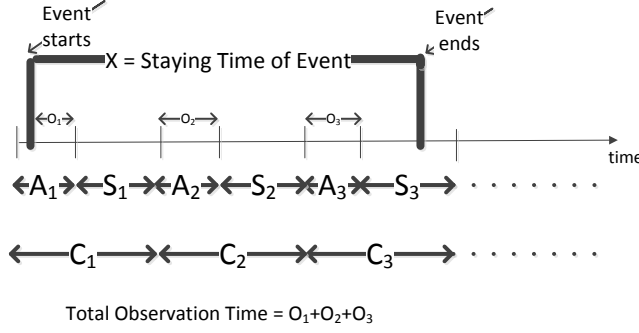 Event
starts
Event
ends
X = Staying Time of Event
O₁
O₂
O₃
time
A₁
S₁
A₂
S₂
A₃
S₃
C₁
C₂
C₃
Total Observation Time = O₁+O₂+O₃